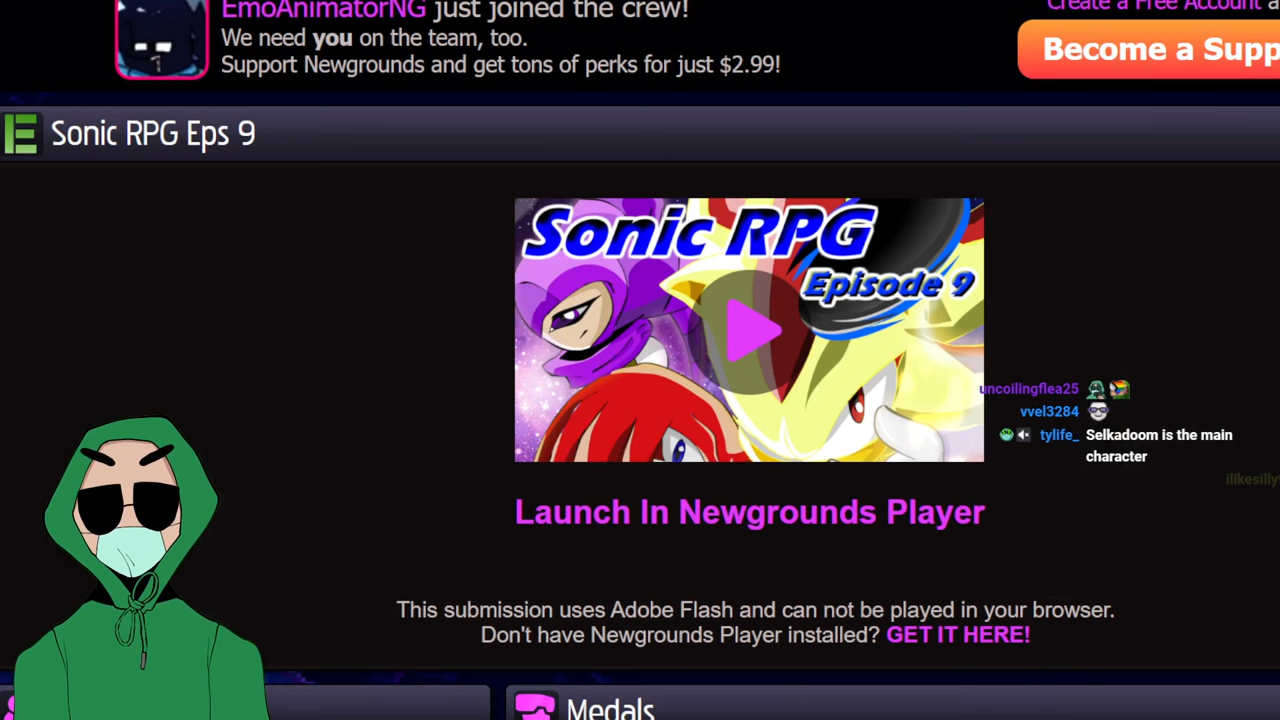 EmoAnimatorNG just joined the crew!
We need you on the team, too.
Support Newgrounds and get tons of perks for just $2.99!
Create a Free Account
Become a Supp
E
Sonic RPG Eps 9
Sonic RPG
Episode 9
uncoilingflea25
vvel3284
tylife_ Selkadoom is the main
character
ilikesilly
Launch In Newgrounds Player
This submission uses Adobe Flash and can not be played in your browser.
Don't have Newgrounds Player installed? GET IT HERE!
Medals